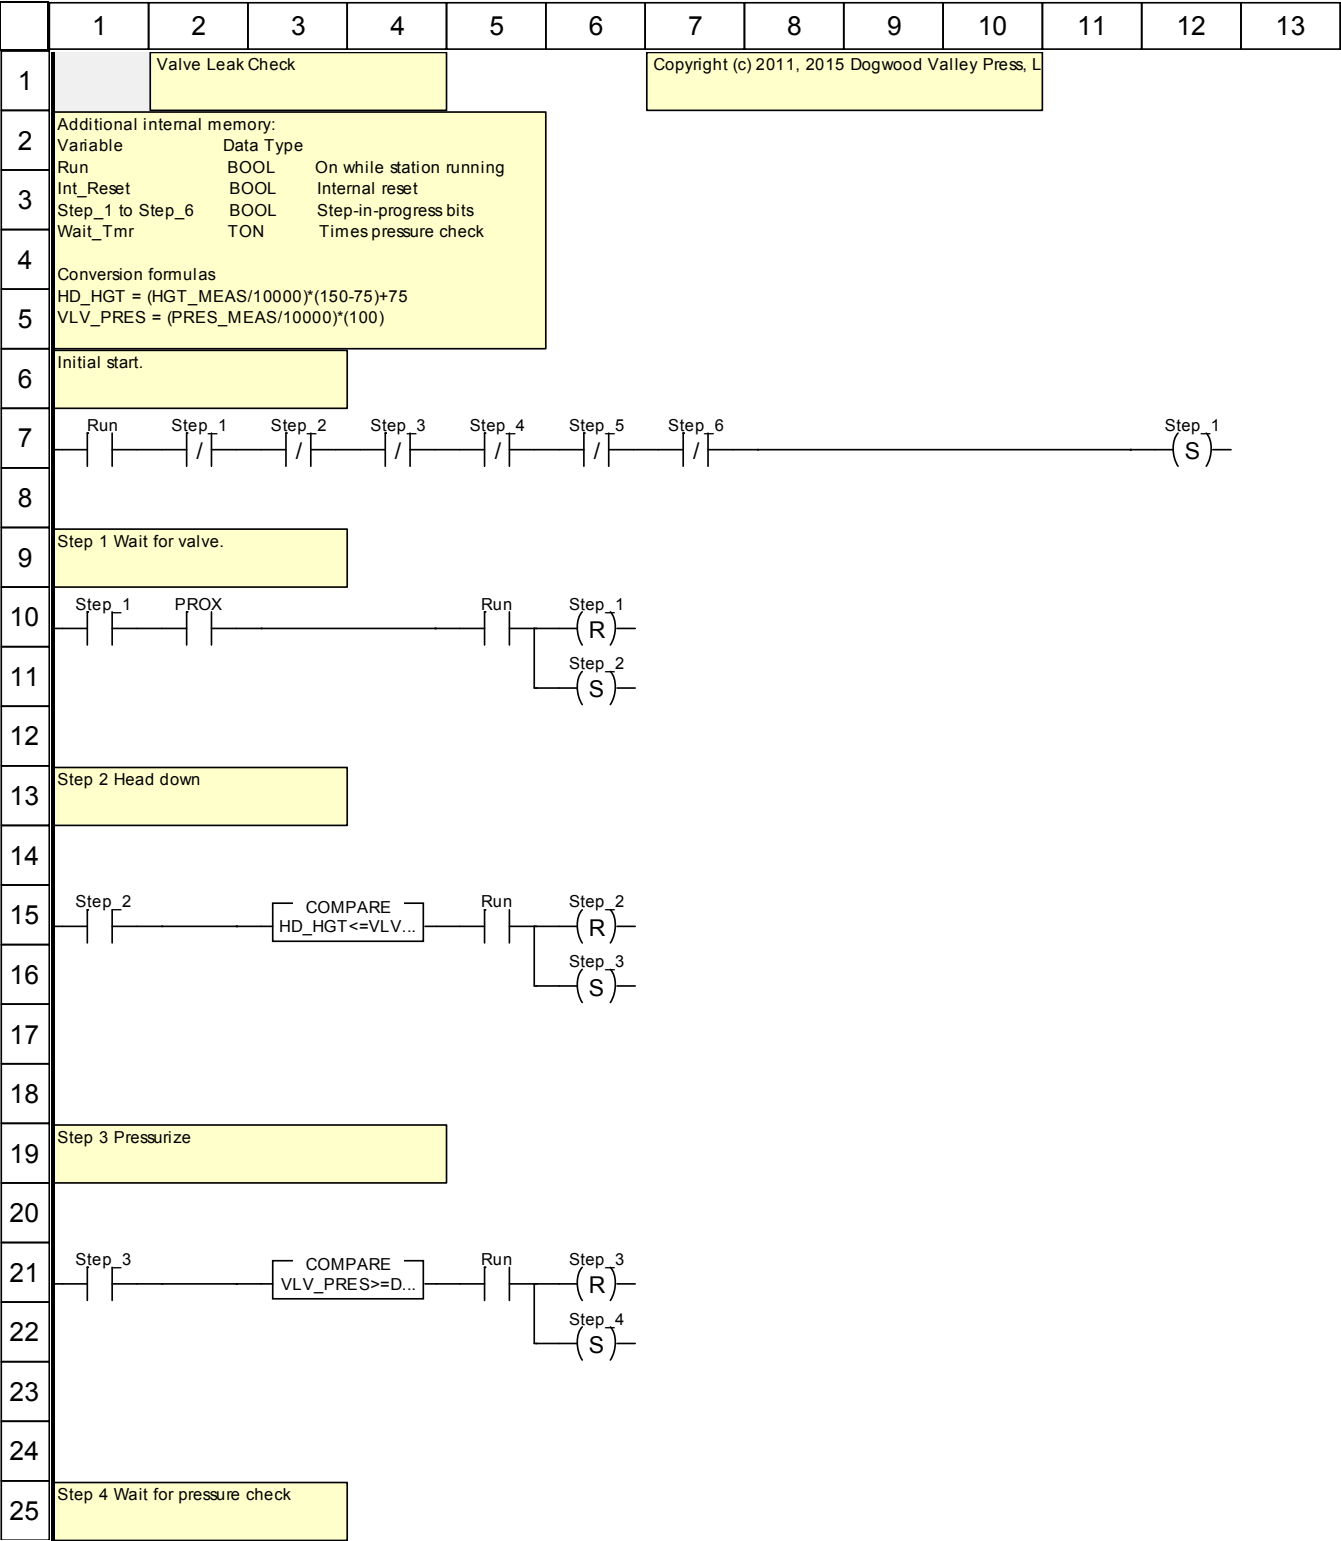 1 2 3 4 5 6 7 8 9 10 11 12 13
1
Valve Leak Check
Copyright (c) 2011, 2015 Dogwood Valley Press, L
2
Additional internal memory:
Variable Data Type
Run BOOL On while station running
3
Int_Reset BOOL Internal reset
Step_1 to Step_6 BOOL Step-in-progress bits
Wait_Tmr TON Times pressure check
4
Conversion formulas
HD_HGT = (HGT_MEAS/10000)*(150-75)+75
5
VLV_PRES = (PRES_MEAS/10000)*(100)
6
Initial start.
7
Run Step_1 Step_2 Step_3 Step_4 Step_5 Step_6 Step_1
/ / / / / / S
8
9
Step 1 Wait for valve.
10
Step_1 PROX Run Step_1
R
11
Step_2
S
12
13
Step 2 Head down
14
15
Step_2 COMPARE Run Step_2
HD_HGT<=VLV... R
16
Step_3
S
17
18
19
Step 3 Pressurize
20
21
Step_3 COMPARE Run Step_3
VLV_PRES>=D... R
22
Step_4
S
23
24
25
Step 4 Wait for pressure check